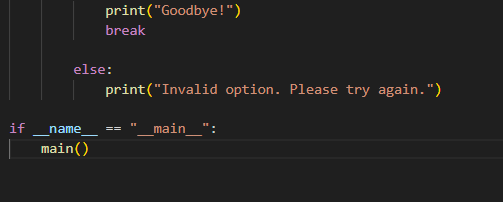 print("Goodbye!")
break
else:
print("Invalid option. Please try again.")
if __name__ == "__main__":
main()